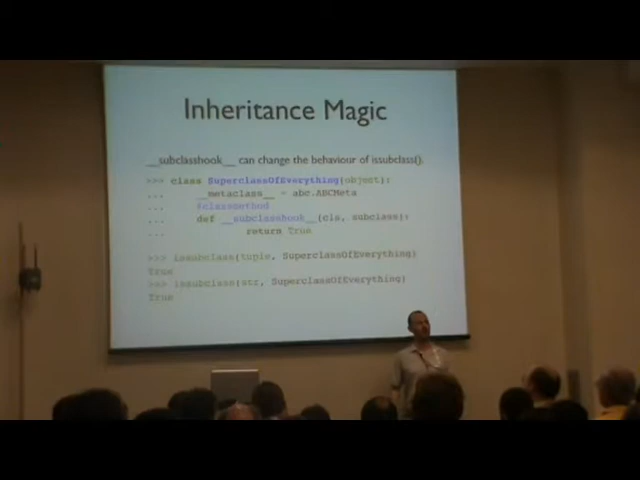 Inheritance Magic
__subclasshook__ can change the behaviour of issubclass().
>>> class SuperclassOfEverything(object):
... __metaclass__ = abc.ABCMeta
... @classmethod
... def __subclasshook__(cls, subclass):
... return True
>>> issubclass(tuple, SuperclassOfEverything)
True
>>> issubclass(str, SuperclassOfEverything)
True